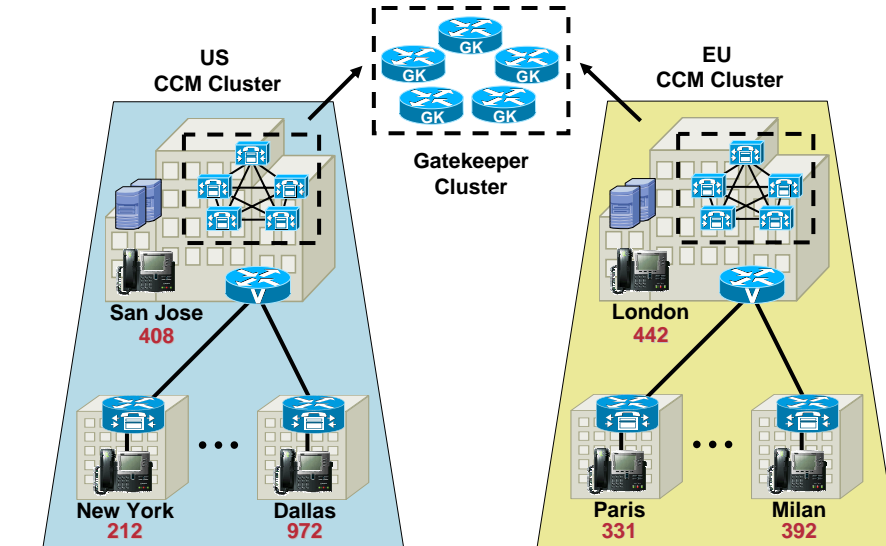 US
CCM Cluster
GK
GK
GK
GK
GK
Gatekeeper
Cluster
EU
CCM Cluster
V
San Jose
408
New York
212
Dallas
972
V
London
442
Paris
331
Milan
392